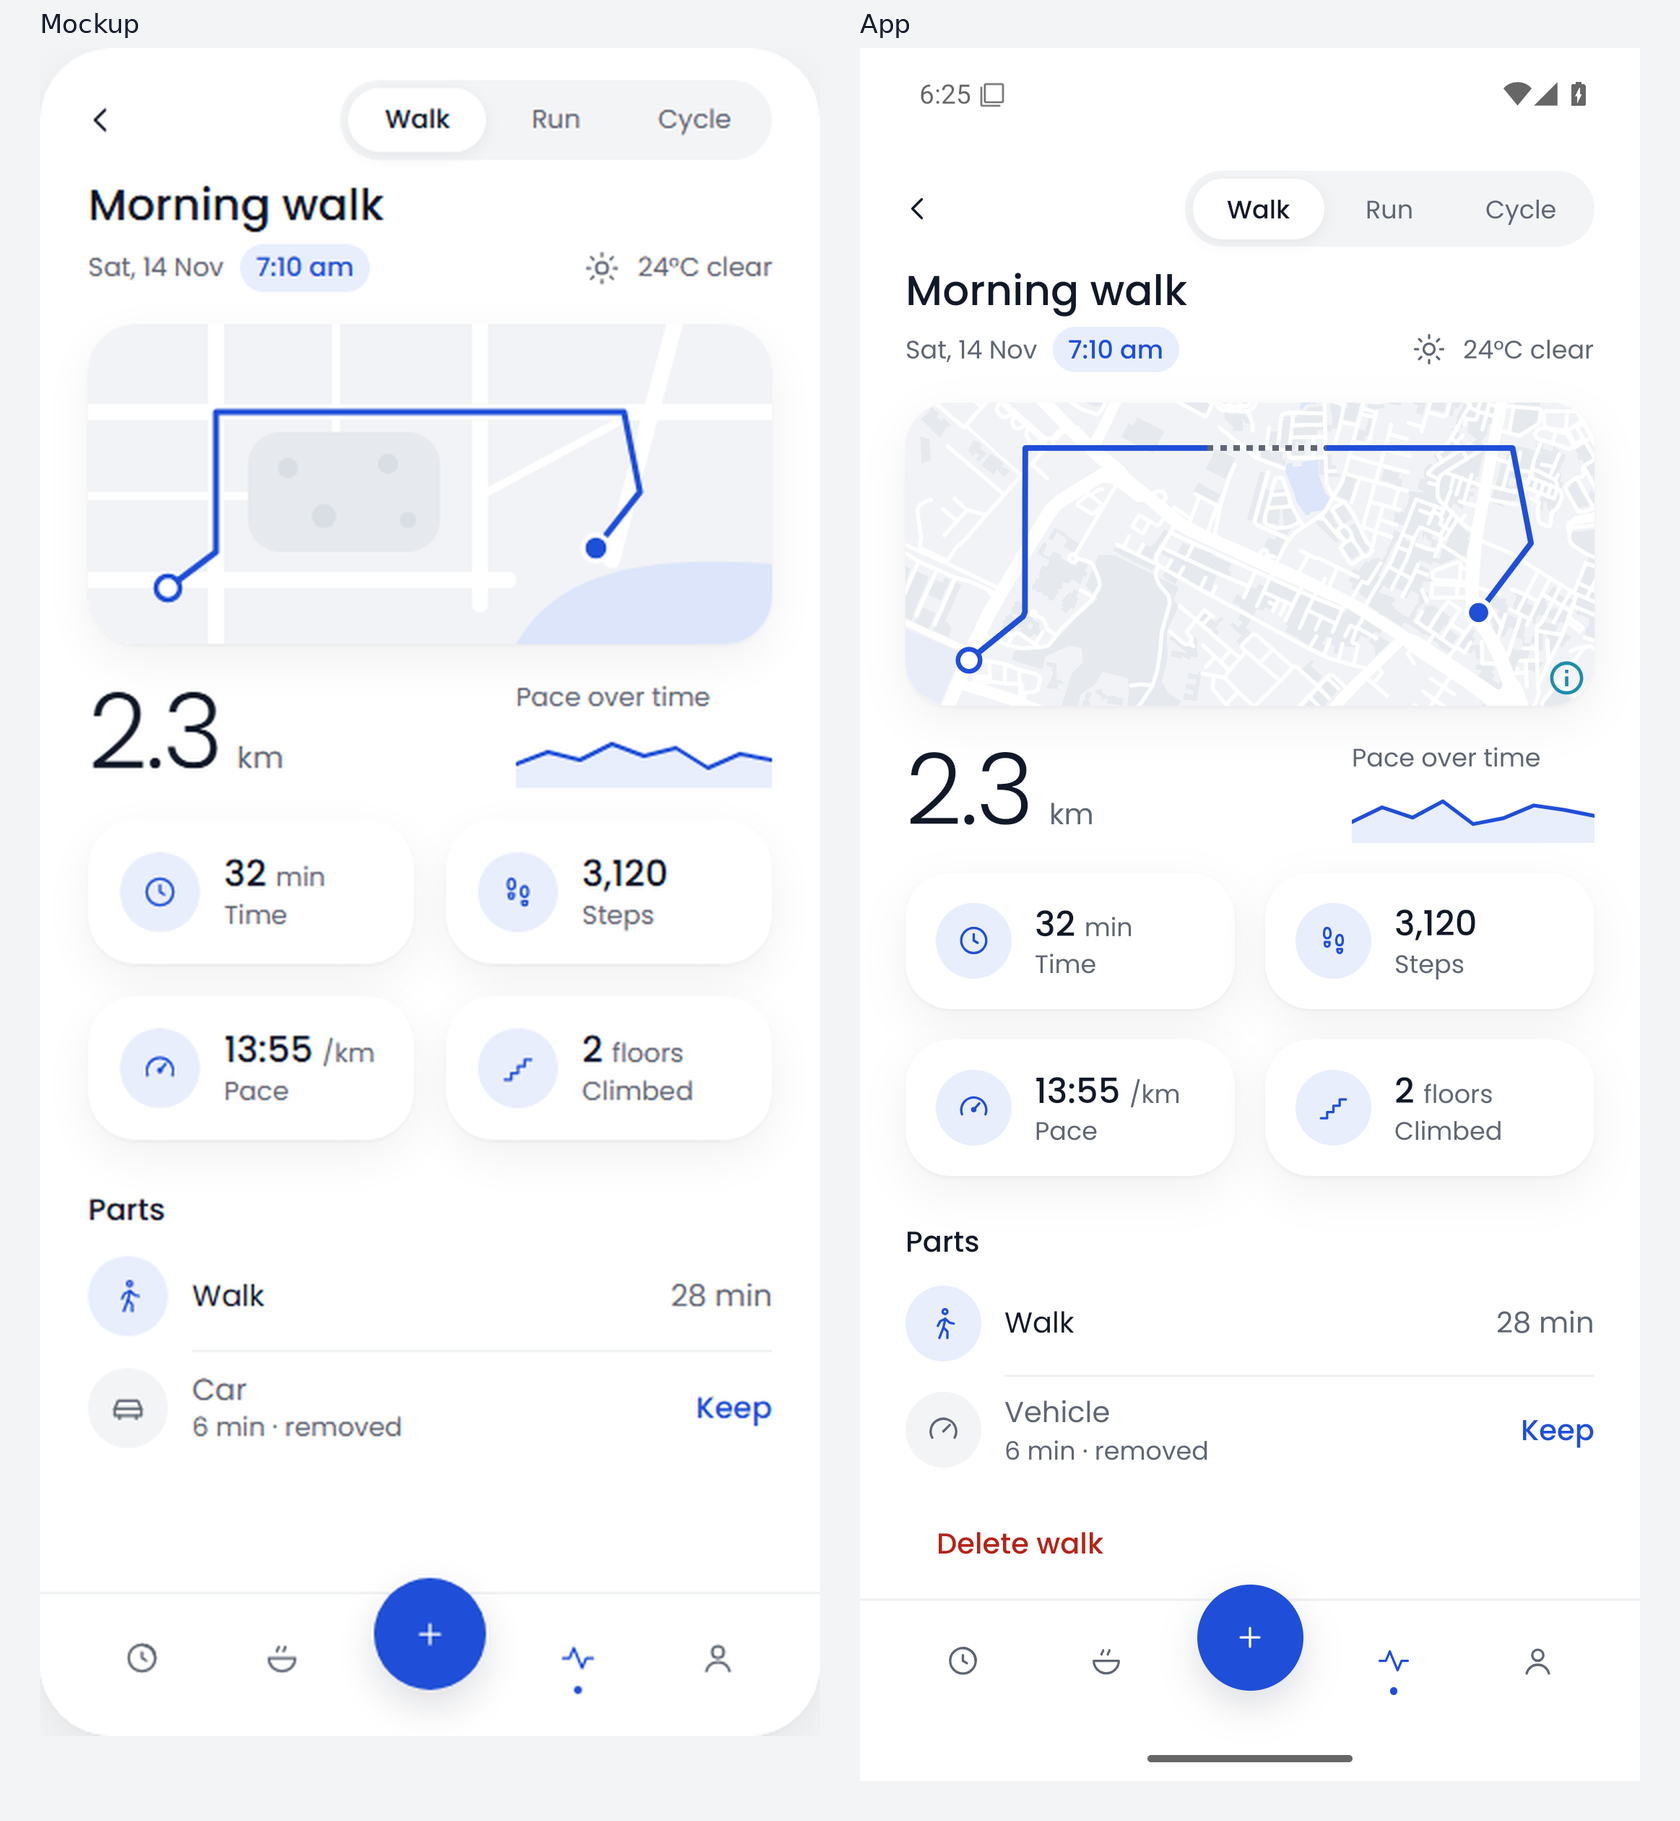 Mockup
Walk Run Cycle
Morning walk
Sat, 14 Nov 7:10 am 24°C clear
2.3 km
Pace over time
32 min
Time
3,120
Steps
13:55 /km
Pace
2 floors
Climbed
Parts
Walk 28 min
Car
6 min · removed
Keep
App
6:25
Walk Run Cycle
Morning walk
Sat, 14 Nov 7:10 am 24°C clear
2.3 km
Pace over time
32 min
Time
3,120
Steps
13:55 /km
Pace
2 floors
Climbed
Parts
Walk 28 min
Vehicle
6 min · removed
Keep
Delete walk